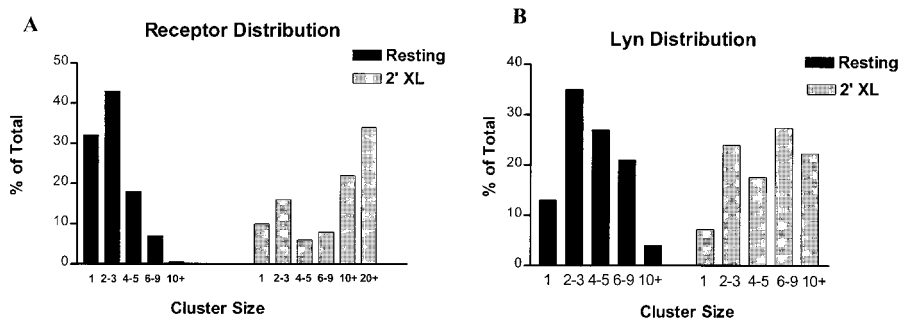 A
Receptor Distribution
Resting
2' XL
% of Total
50
40
30
20
10
0
1 2-3 4-5 6-9 10+
1 2-3 4-5 6-9 10+ 20+
Cluster Size
B
Lyn Distribution
Resting
2' XL
% of Total
40
30
20
10
0
1 2-3 4-5 6-9 10+
1 2-3 4-5 6-9 10+
Cluster Size